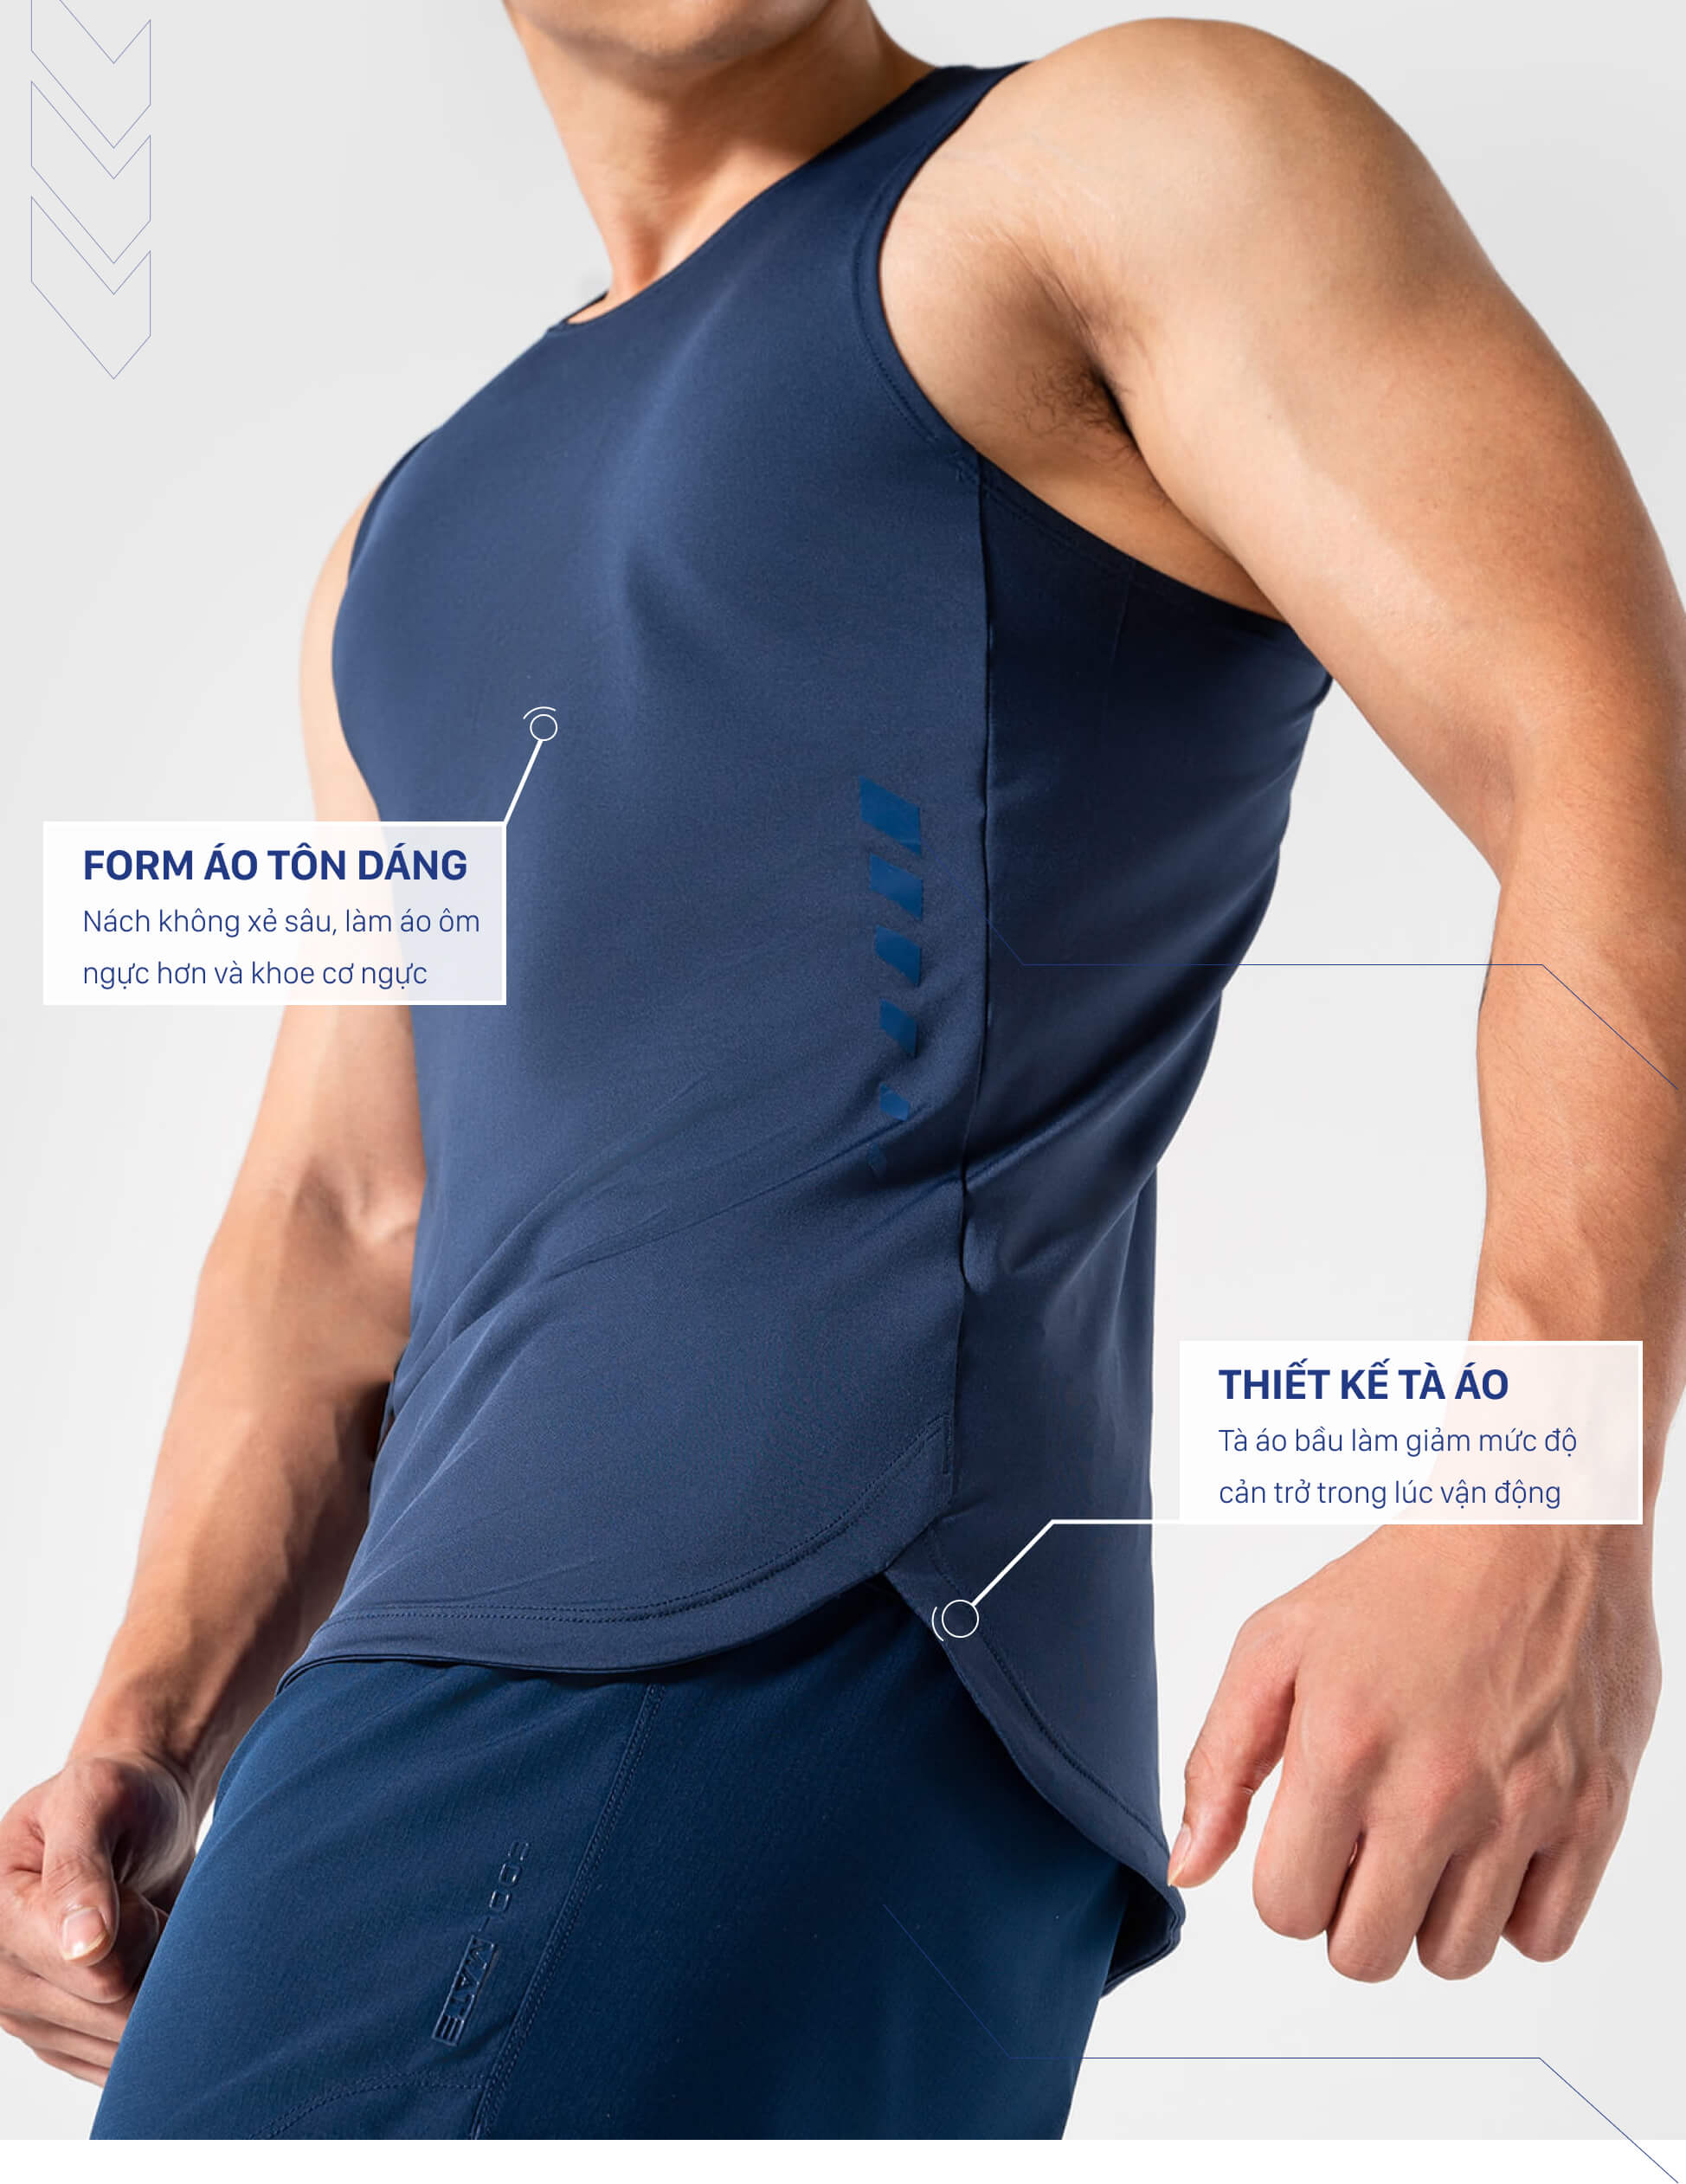 FORM ÁO TÔN DÁNG
Nách không xẻ sâu, làm áo ôm
ngực hơn và khoe cơ ngực
THIẾT KẾ TÀ ÁO
Tà áo bầu làm giảm mức độ
cản trở trong lúc vận động
MATE